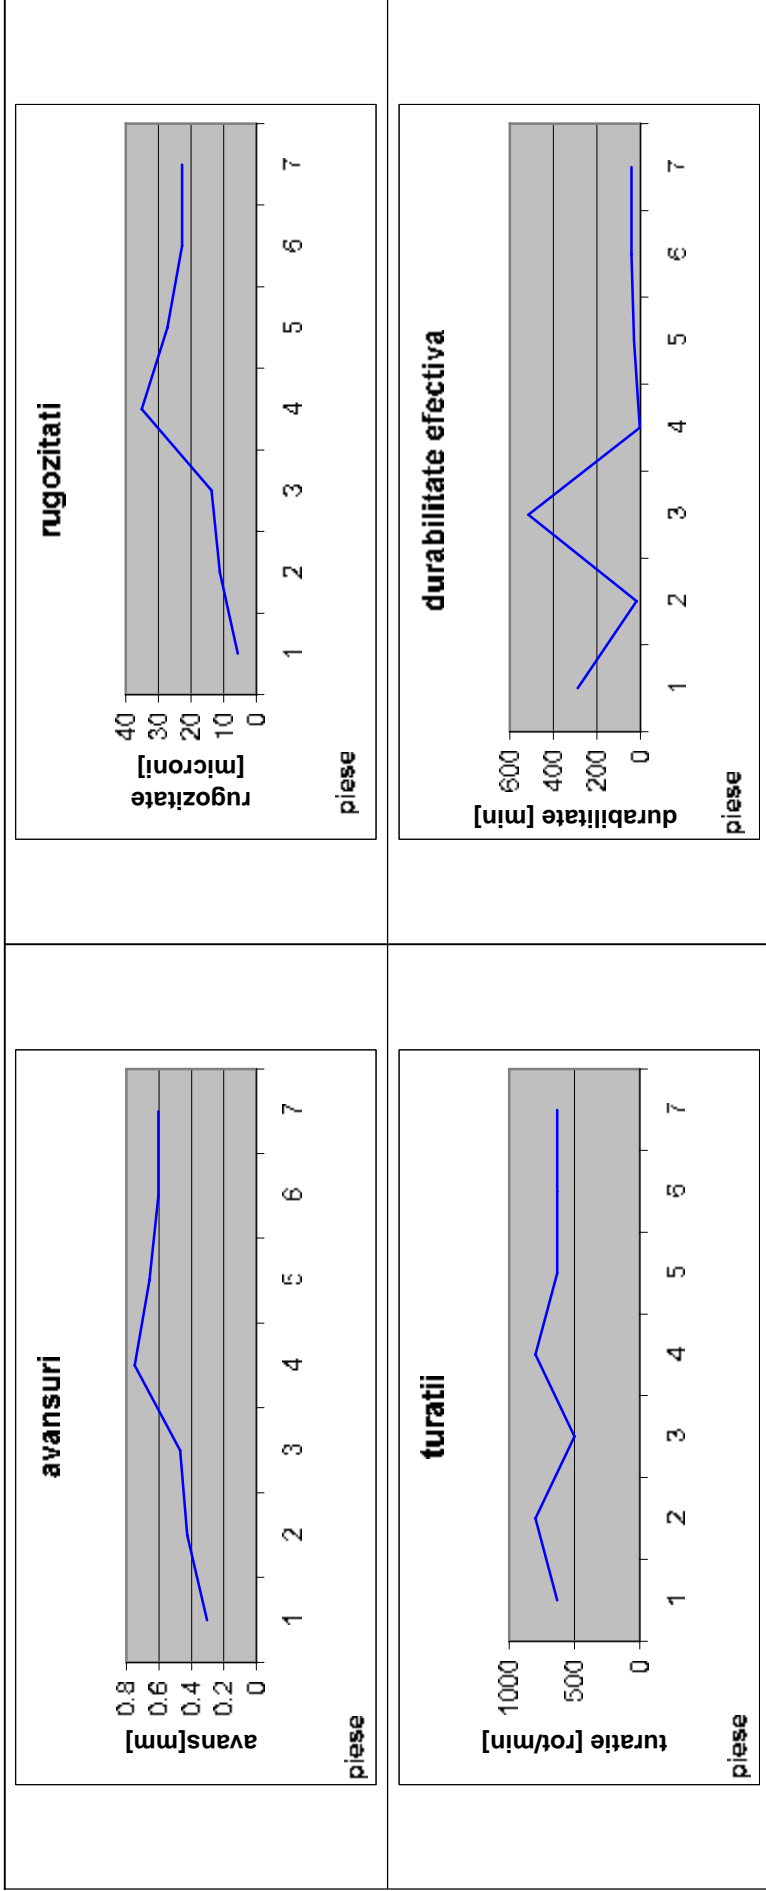 avansuri
avans[mm]
0.8
0.6
0.4
0.2
0
1 2 3 4 5 6 7
piese
rugozitati
rugozitate
[microni]
40
30
20
10
0
1 2 3 4 5 6 7
piese
turatii
turatie [rot/min]
1000
500
0
1 2 3 4 5 6 7
piese
durabilitate efectiva
durabilitate [min]
600
400
200
0
1 2 3 4 5 6 7
piese